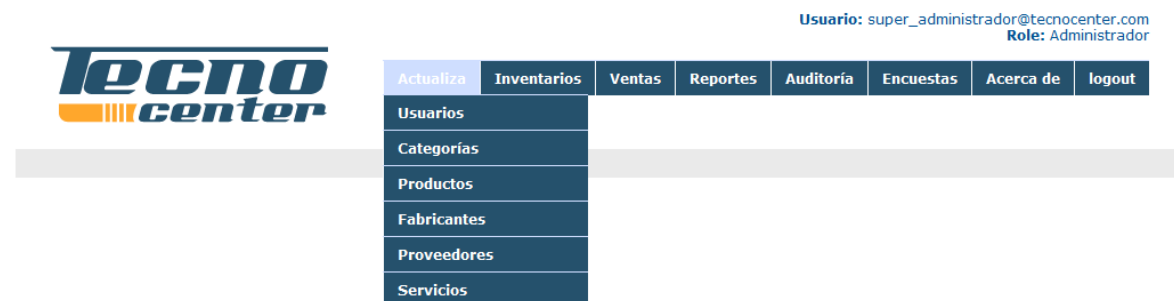 Usuario: super_administrador@tecnocenter.com
Role: Administrador
Tecno
center
Actualiza Inventarios Ventas Reportes Auditoría Encuestas Acerca de logout
Usuarios
Categorías
Productos
Fabricantes
Proveedores
Servicios